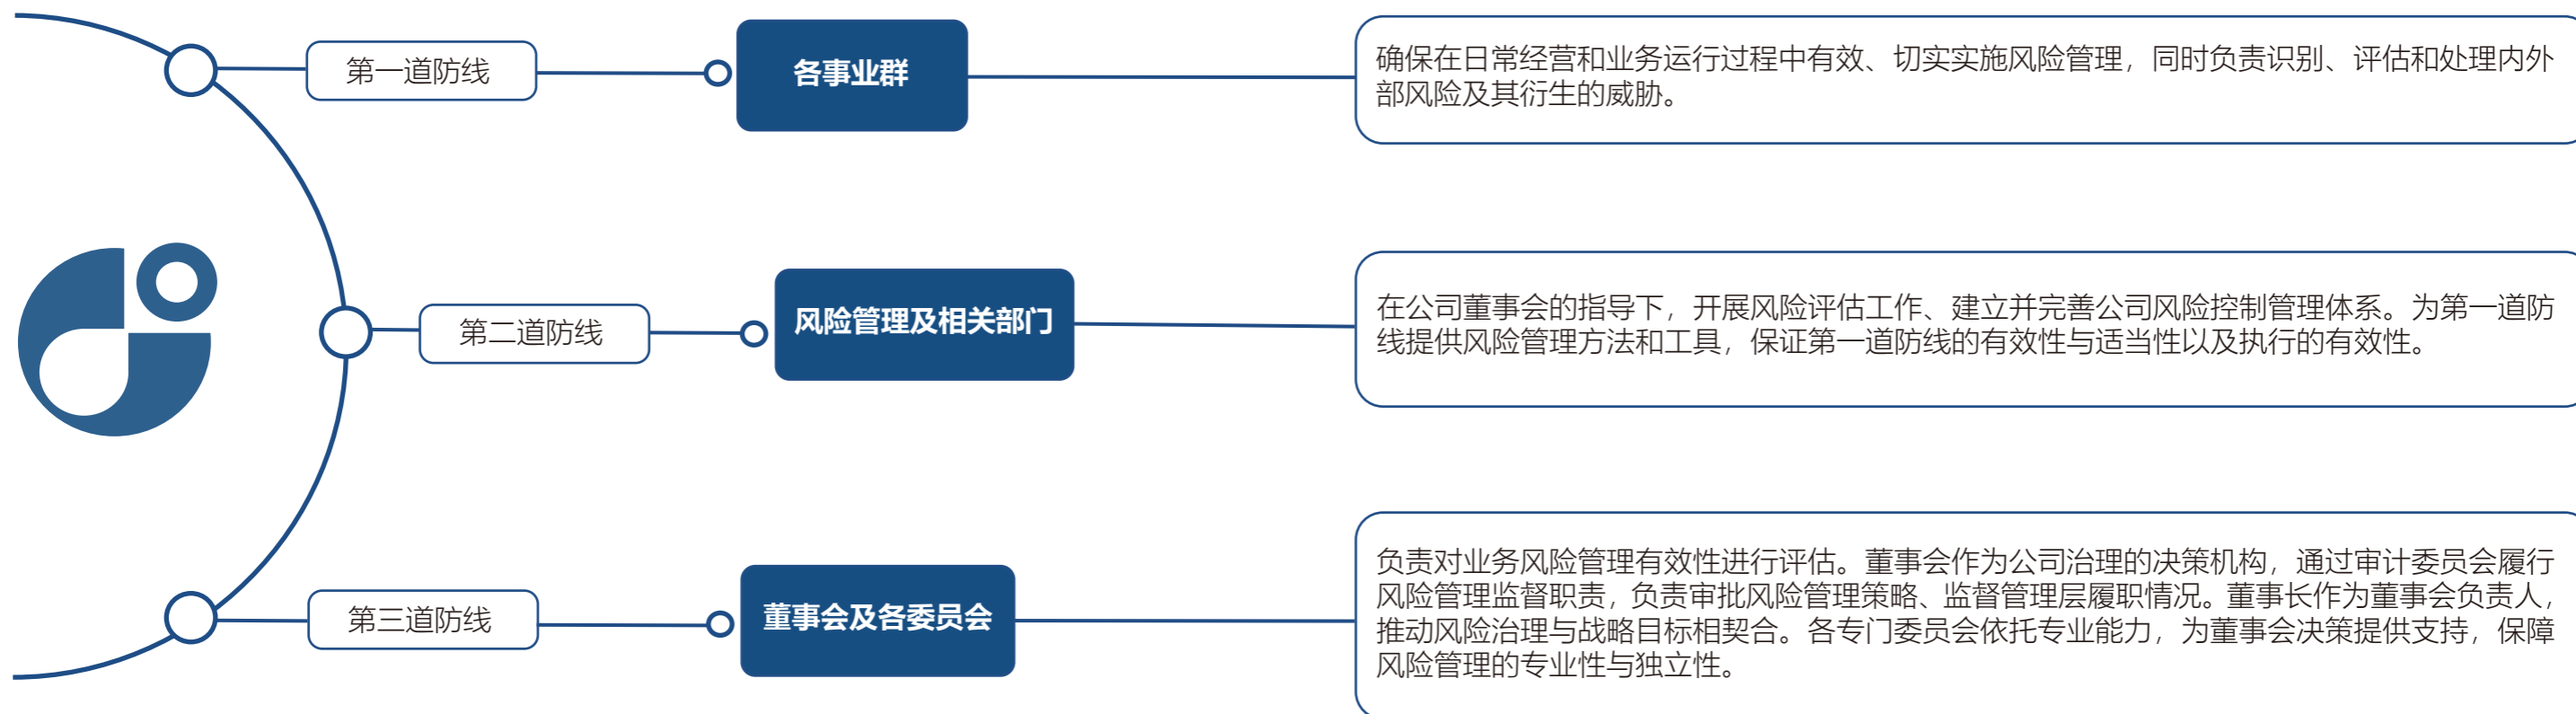 第一道防线
各事业群
确保在日常经营和业务运行过程中有效、切实实施风险管理，同时负责识别、评估和处理内外
部风险及其衍生的威胁。
第二道防线
风险管理及相关部门
在公司董事会的指导下，开展风险评估工作、建立并完善公司风险控制管理体系。为第一道防
线提供风险管理方法和工具，保证第一道防线的有效性与适当性以及执行的有效性。
第三道防线
董事会及各委员会
负责对业务风险管理有效性进行评估。董事会作为公司治理的决策机构，通过审计委员会履行
风险管理监督职责，负责审批风险管理策略、监督管理层履职情况。董事长作为董事会负责人，
推动风险治理与战略目标相契合。各专门委员会依托专业能力，为董事会决策提供支持，保障
风险管理的专业性与独立性。